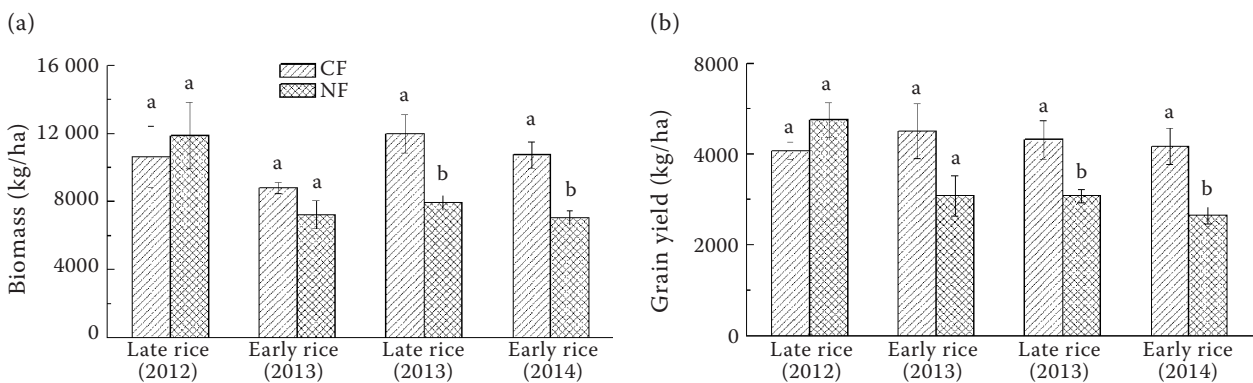 (a)
16 000
12 000
8000
4000
0
Biomass (kg/ha)
CF
NF
a
a
a
a
a
b
a
b
Late rice
(2012)
Early rice
(2013)
Late rice
(2013)
Early rice
(2014)
(b)
8000
4000
2000
0
Grain yield (kg/ha)
a
a
a
a
a
b
a
b
Late rice
(2012)
Early rice
(2013)
Late rice
(2013)
Early rice
(2014)